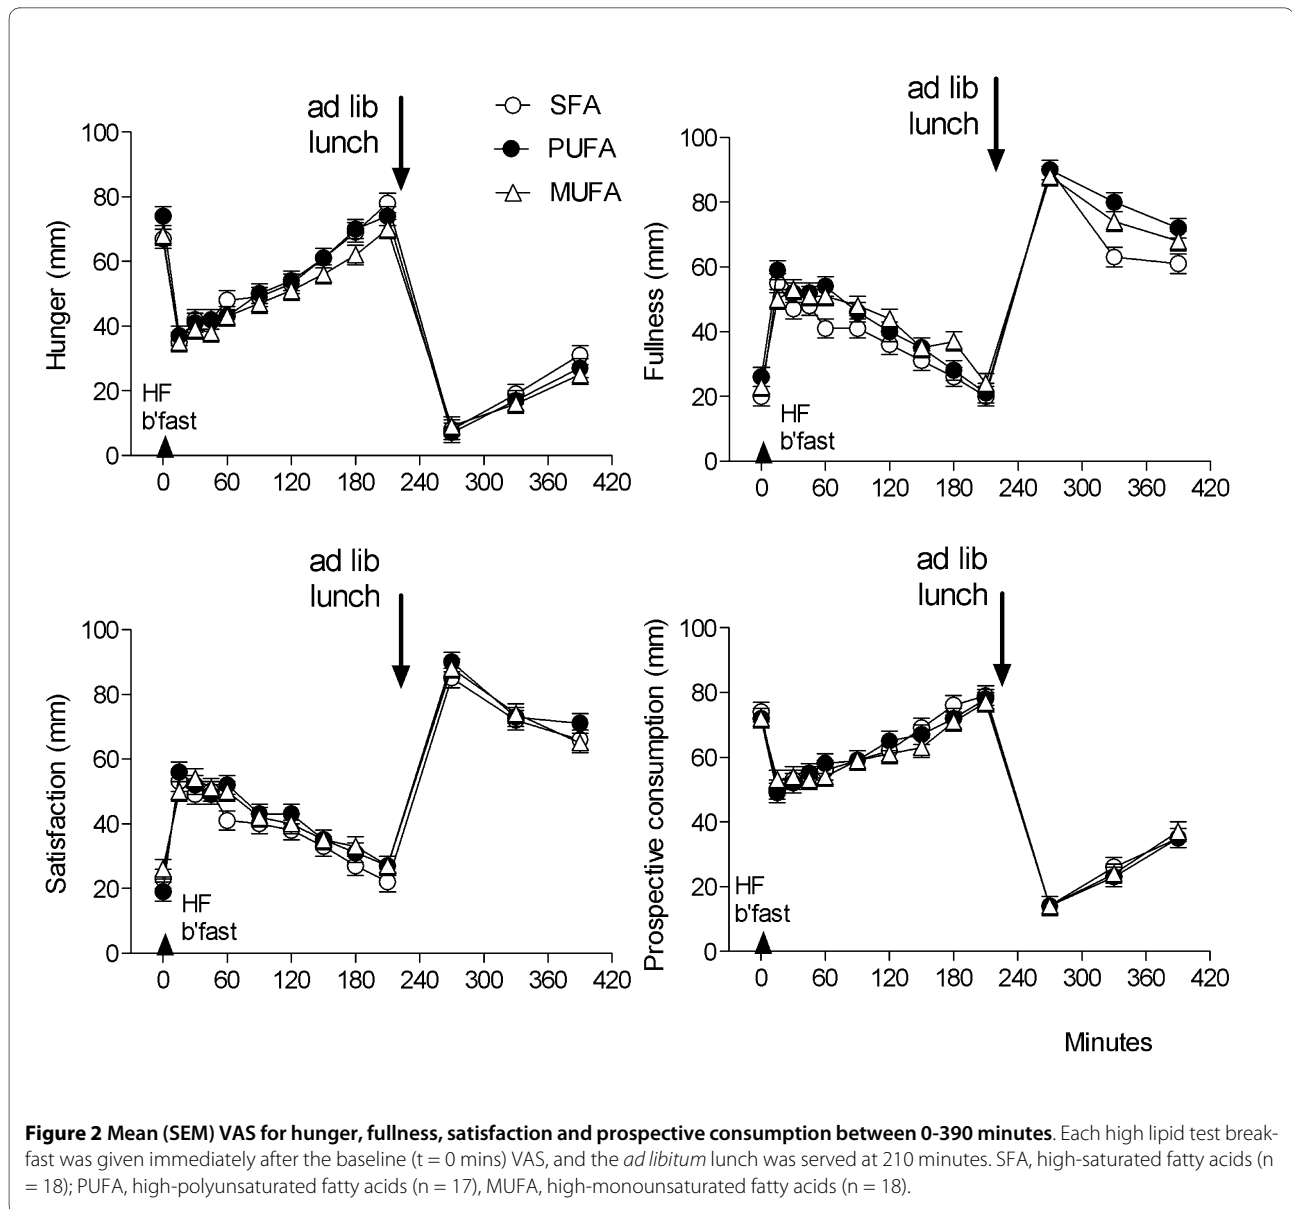 ad lib
lunch
SFA
PUFA
MUFA
Hunger (mm)
100
80
60
40
20
0
HF
b'fast
0 60 120 180 240 300 360 420
ad lib
lunch
Fullness (mm)
100
80
60
40
20
0
HF
b'fast
0 60 120 180 240 300 360 420
ad lib
lunch
Satisfaction (mm)
100
80
60
40
20
0
HF
b'fast
0 60 120 180 240 300 360 420
ad lib
lunch
Prospective consumption (mm)
100
80
60
40
20
0
HF
b'fast
0 60 120 180 240 300 360 420
Minutes
Figure 2 Mean (SEM) VAS for hunger, fullness, satisfaction and prospective consumption between 0-390 minutes. Each high lipid test break-
fast was given immediately after the baseline (t = 0 mins) VAS, and the ad libitum lunch was served at 210 minutes. SFA, high-saturated fatty acids (n
= 18); PUFA, high-polyunsaturated fatty acids (n = 17), MUFA, high-monounsaturated fatty acids (n = 18).